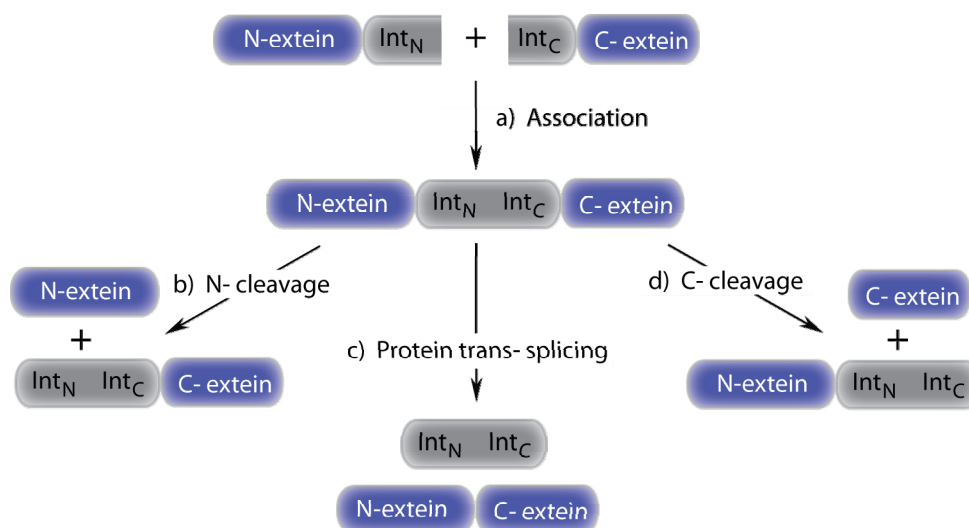 N-extein IntN + IntC C- extein
a) Association
N-extein IntN IntC C- extein
b) N- cleavage
d) C- cleavage
N-extein
+
IntN IntC C- extein
C- extein
+
N-extein IntN IntC
c) Protein trans- splicing
IntN IntC
N-extein C- extein